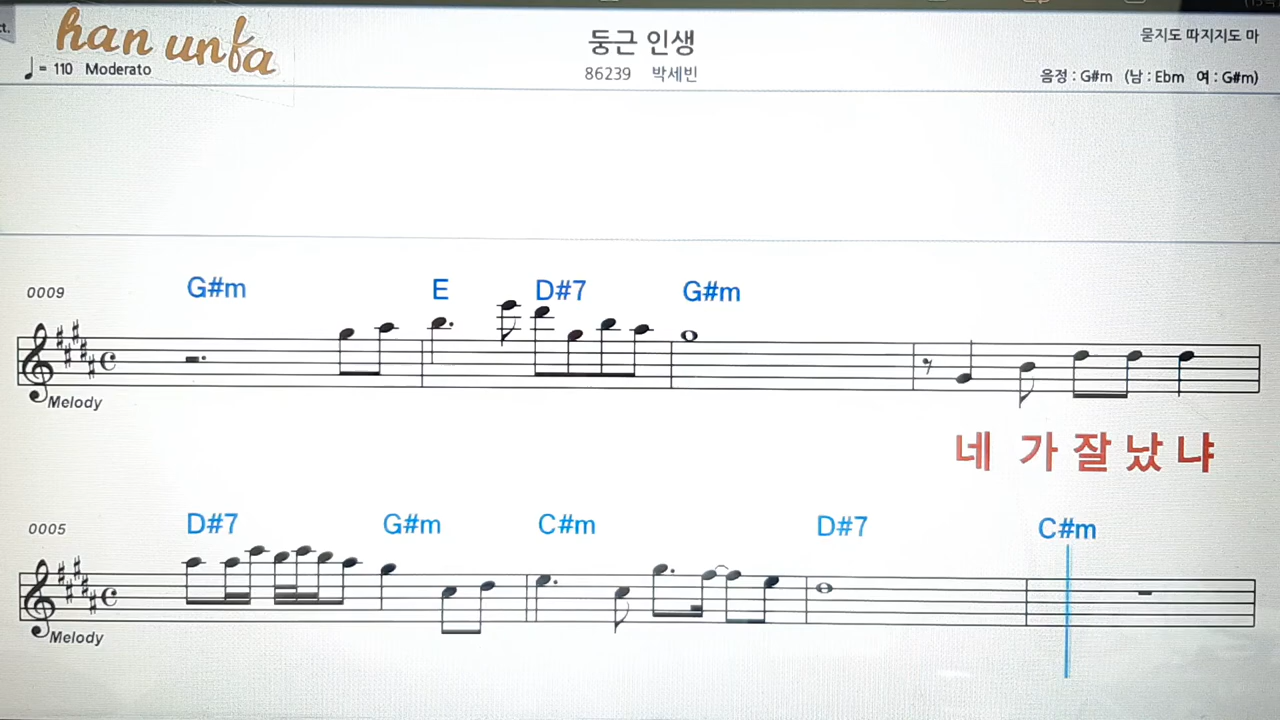 ct.
han unfa
♩= 110 Moderato
둥근 인생
86239 박세빈
묻지도 따지지도 마
음정 : G#m (남 : Ebm 여 : G#m)
G#m E D#7 G#m
0009
Melody
네 가 잘 났 냐
D#7 G#m C#m D#7 C#m
0005
Melody